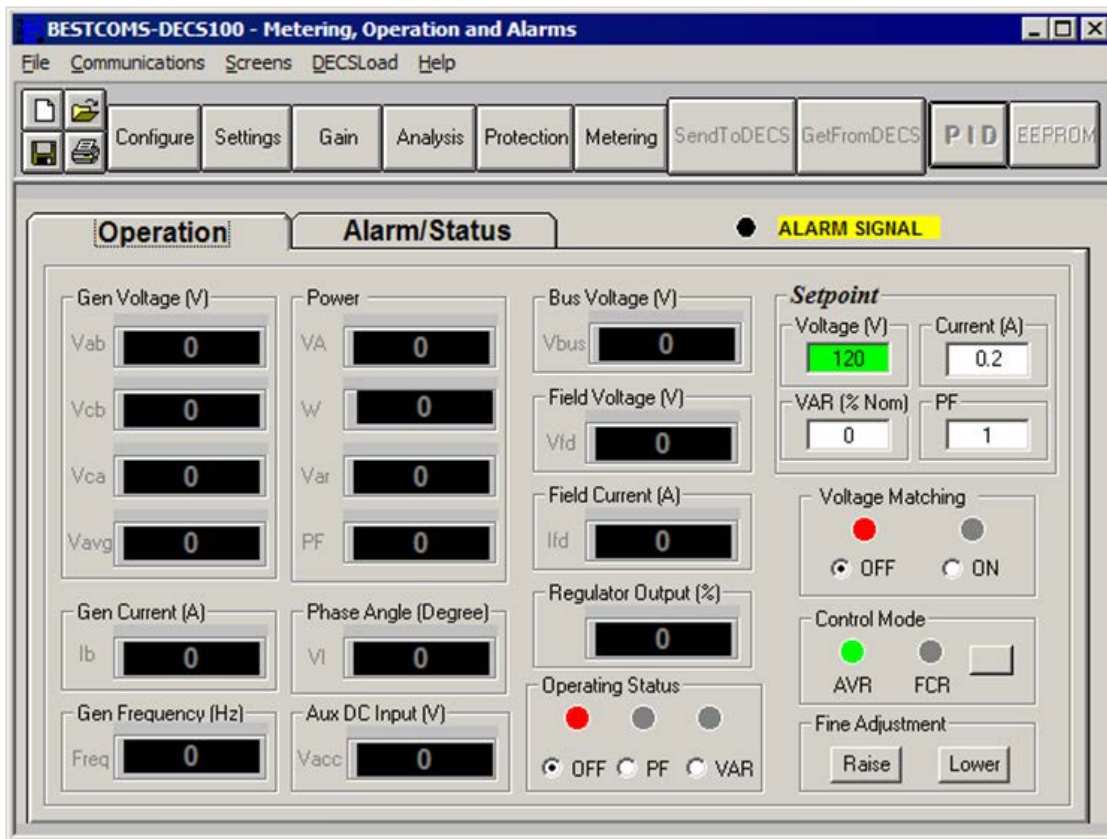 BESTCOMS-DECS100 - Metering, Operation and Alarms
File Communications Screens DECSLoad Help
Configure Settings Gain Analysis Protection Metering SendToDECS GetFromDECS PID EEPROM
Operation Alarm/Status ALARM SIGNAL
Gen Voltage (V)
Vab 0
Vcb 0
Vca 0
Vavg 0
Gen Current (A)
Ib 0
Gen Frequency (Hz)
Freq 0
Power
VA 0
W 0
Var 0
PF 0
Phase Angle (Degree)
VI 0
Aux DC Input (V)
Vacc 0
Bus Voltage (V)
Vbus 0
Field Voltage (V)
Vfd 0
Field Current (A)
Ifd 0
Regulator Output (%)
0
Operating Status
OFF PF VAR
Setpoint
Voltage (V) Current (A)
120 0.2
VAR (% Nom) PF
0 1
Voltage Matching
OFF ON
Control Mode
AVR FCR
Fine Adjustment
Raise Lower